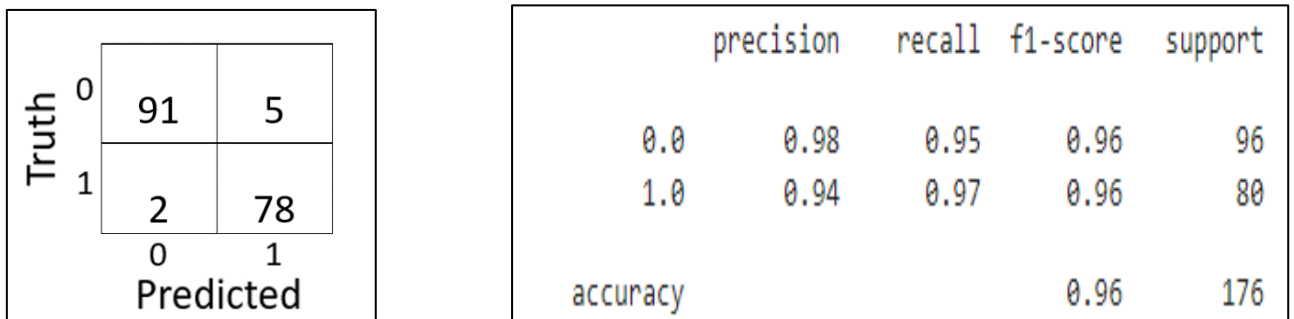 Truth
0 91 5
1 2 78
0 1
Predicted
precision recall f1-score support
0.0 0.98 0.95 0.96 96
1.0 0.94 0.97 0.96 80
accuracy 0.96 176